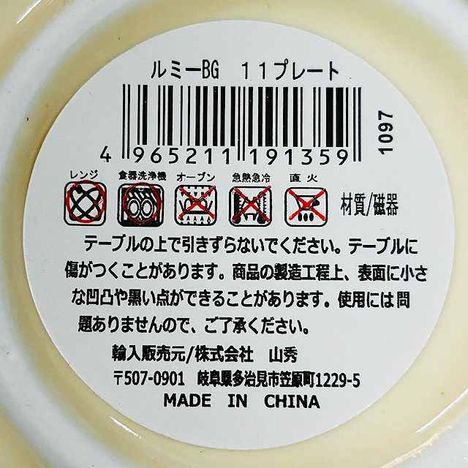 ルミーBG 11プレート
4 965211 191359
1097
レンジ 食器洗浄機 オーブン 急熱急冷 直火
材質/磁器
テーブルの上で引きずらないでください。テーブルに
傷がつくことがあります。商品の製造工程上、表面に小さ
な凹凸や黒い点ができることがあります。使用には問
題ありませんので、ご了承ください。
輸入販売元/株式会社 山秀
〒507-0901 岐阜県多治見市笠原町1229-5
MADE IN CHINA